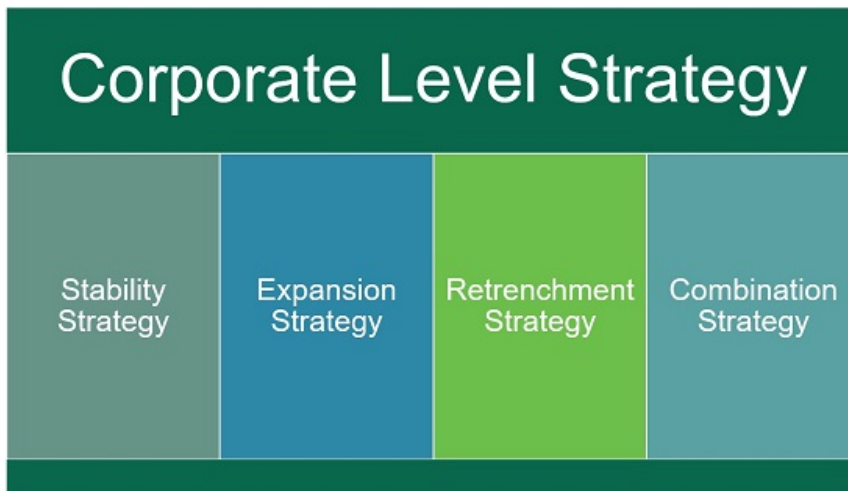 Corporate Level Strategy
Stability
Strategy
Expansion
Strategy
Retrenchment
Strategy
Combination
Strategy